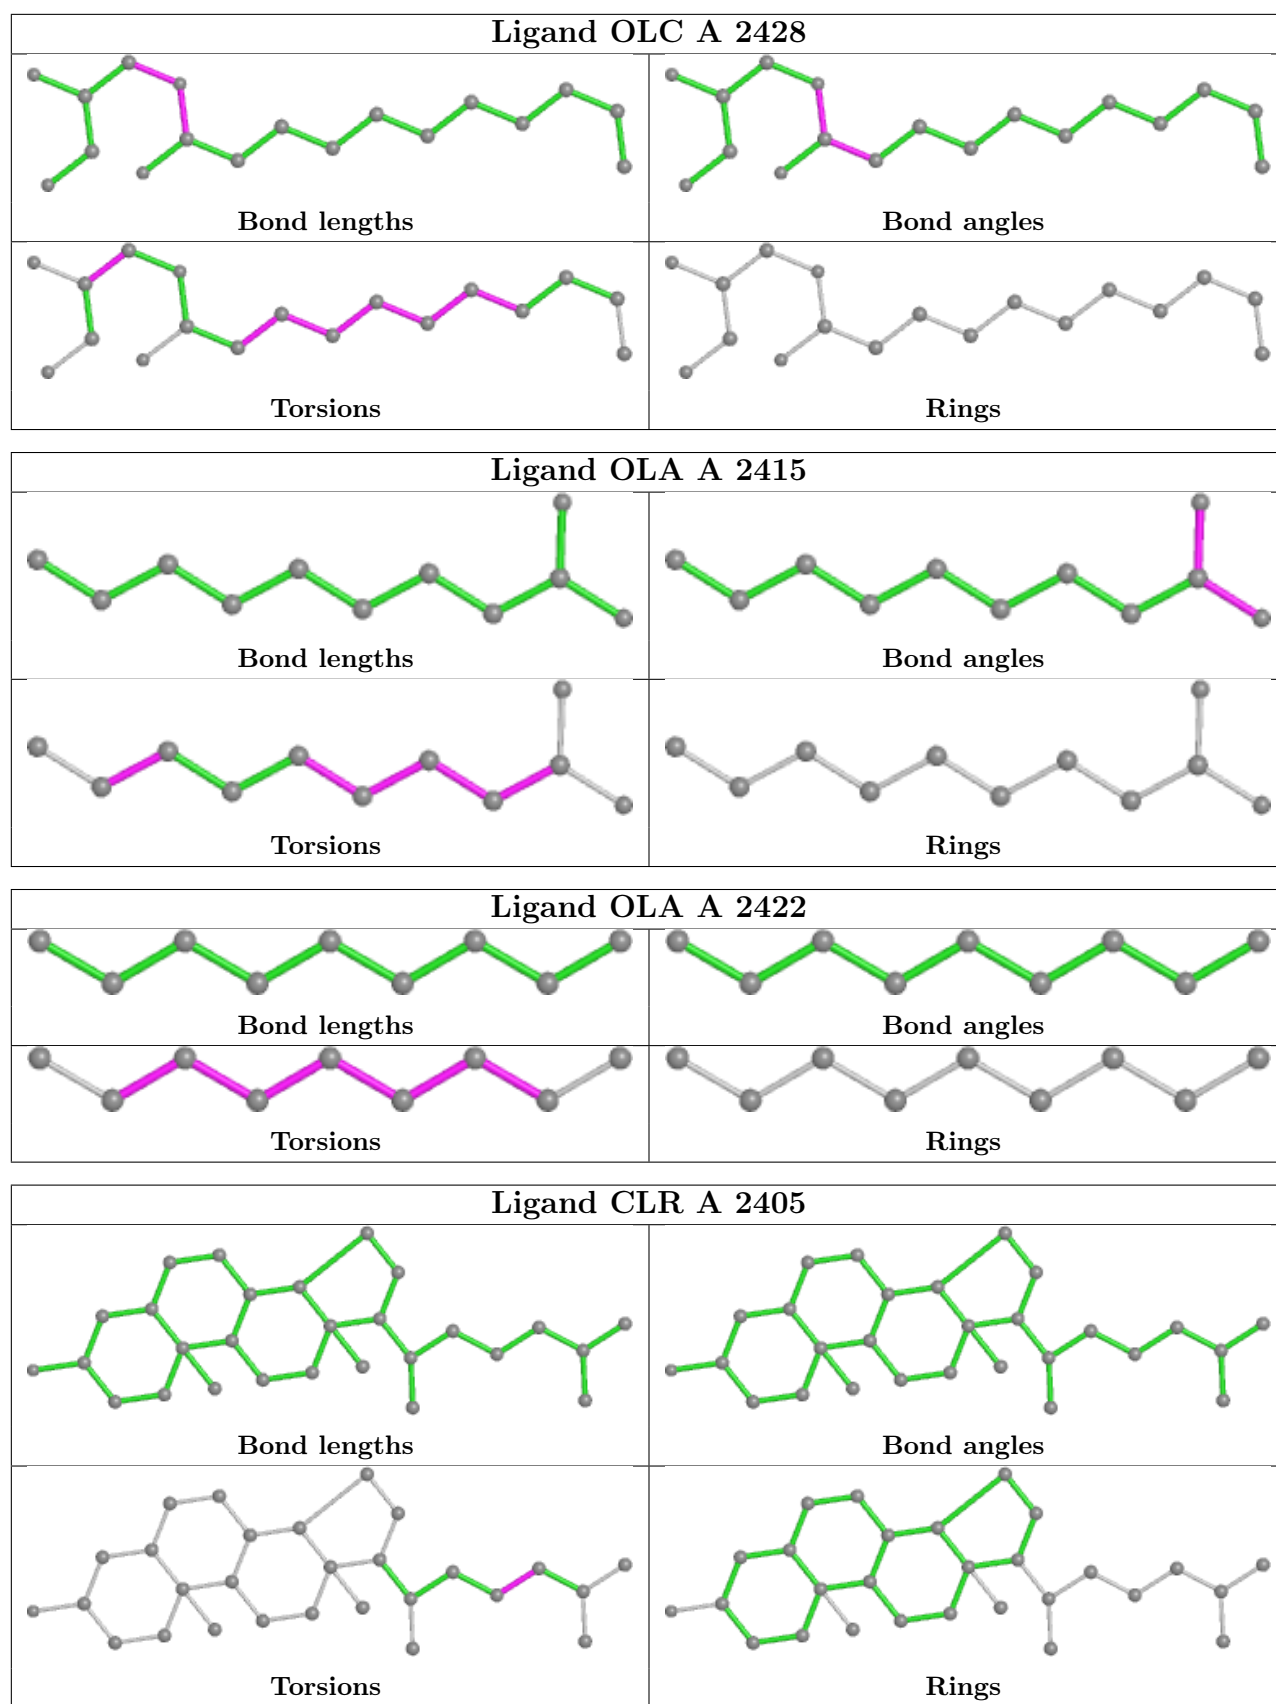 Ligand OLC A 2428
Bond lengths
Bond angles
Torsions
Rings
Ligand OLA A 2415
Bond lengths
Bond angles
Torsions
Rings
Ligand OLA A 2422
Bond lengths
Bond angles
Torsions
Rings
Ligand CLR A 2405
Bond lengths
Bond angles
Torsions
Rings